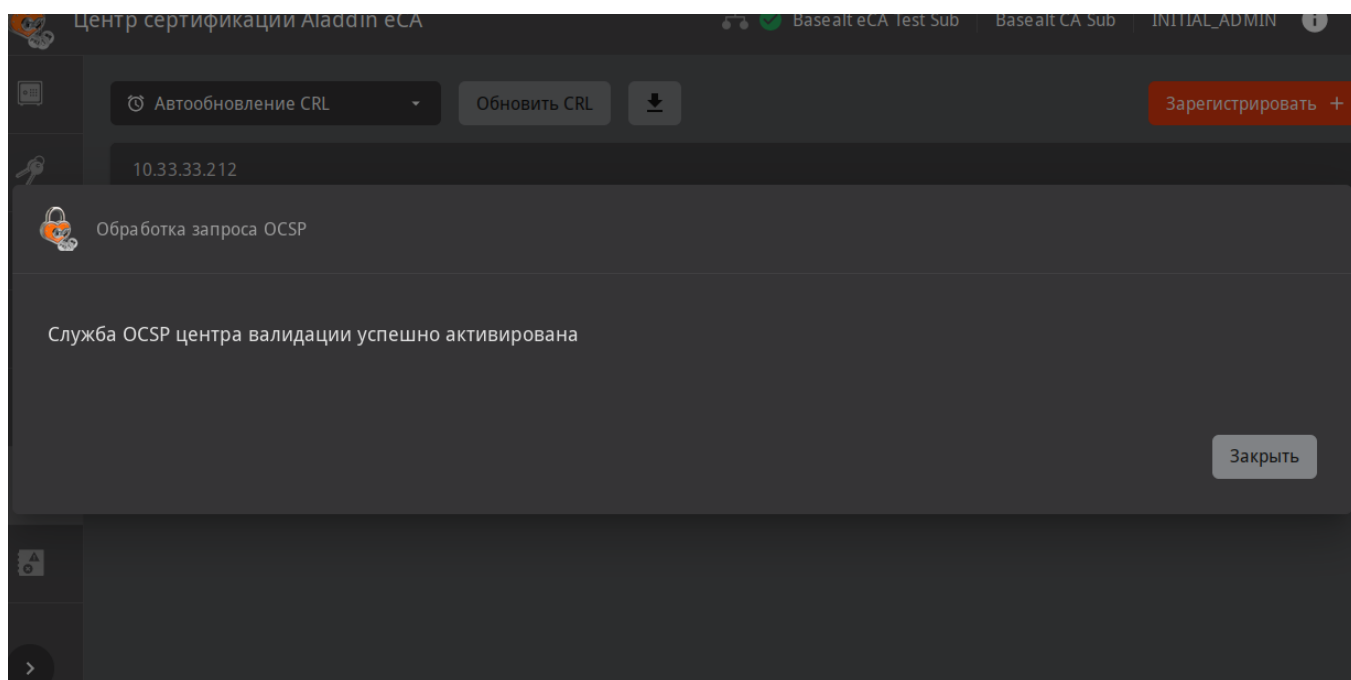 Центр сертификации Aladdin eCA
Basealt eCA Test Sub
Basealt CA Sub
INITIAL_ADMIN
Автообновление CRL
Обновить CRL
Зарегистрировать +
10.33.33.212
Обработка запроса OCSP
Служба OCSP центра валидации успешно активирована
Закрыть